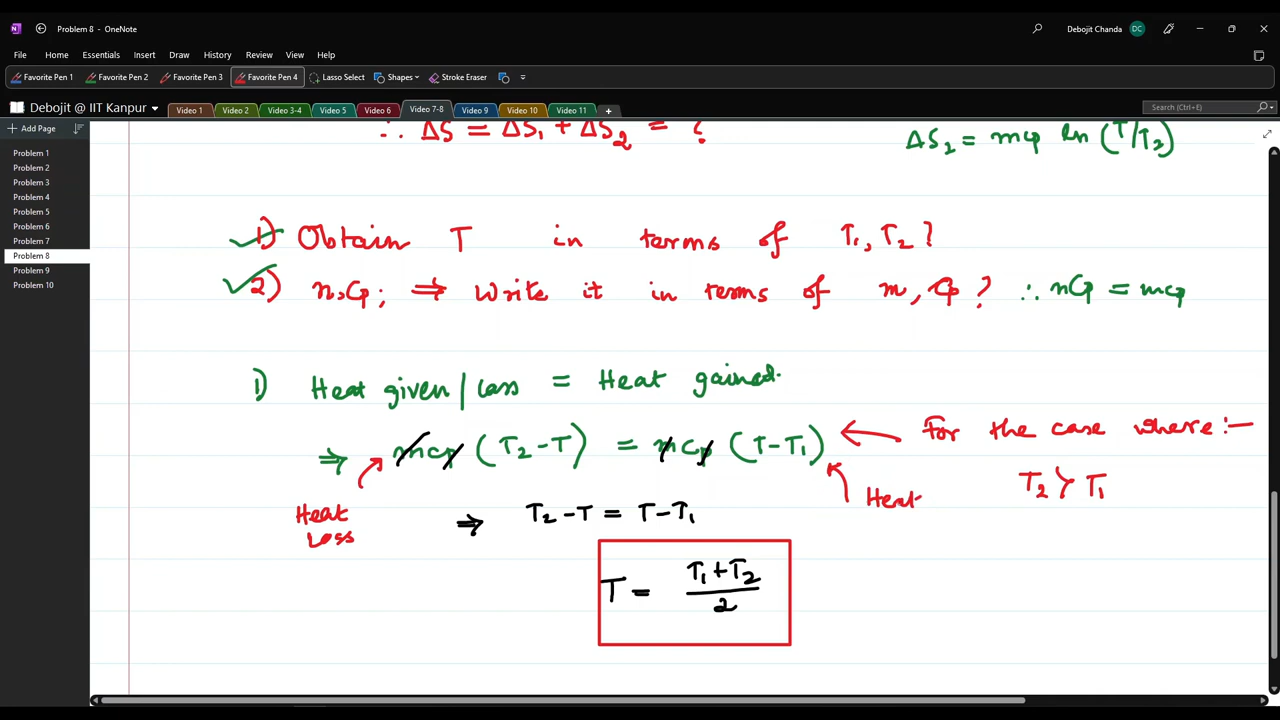 Problem 8 - OneNote
Debojit Chanda DC
File Home Essentials Insert Draw History Review View Help
Favorite Pen 1 Favorite Pen 2 Favorite Pen 3 Favorite Pen 4 Lasso Select Shapes Stroke Eraser
Debojit @ IIT Kanpur Video 1 Video 2 Video 3-4 Video 5 Video 6 Video 7-8 Video 9 Video 10 Video 11 + Search (Ctrl+E)
+ Add Page
Problem 1
Problem 2
Problem 3
Problem 4
Problem 5
Problem 6
Problem 7
Problem 8
Problem 9
Problem 10
∴ ΔS = ΔS₁ + ΔS₂ = ?
ΔS₂ = mcp ln (T/T₂)
1) Obtain T in terms of T₁, T₂?
2) n, Cp; ⇒ Write it in terms of m, Cp? ∴ nCp = mcp
1) Heat given/Loss = Heat gained.
⇒ mcp (T₂-T) = mcp (T-T₁) ← For the case where:-
T₂ > T₁
Heat Loss
Heat
⇒ T₂-T = T-T₁
T = (T₁+T₂)/2